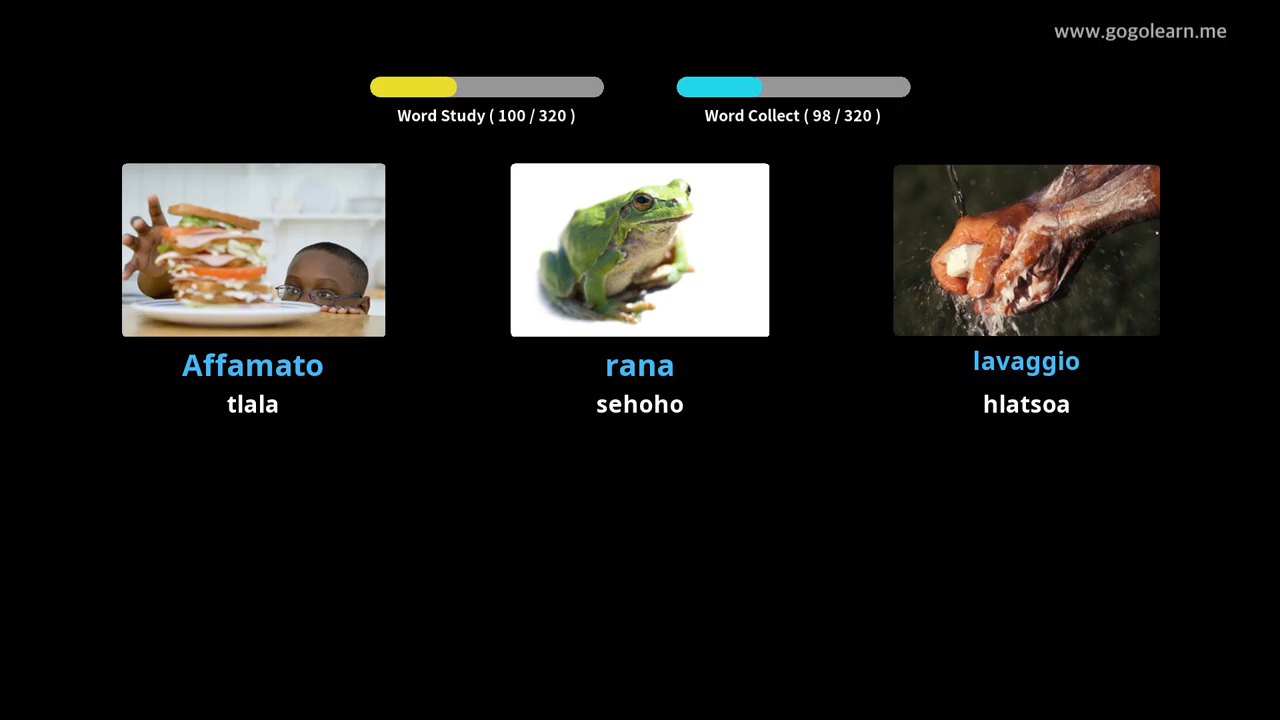 www.gogolearn.me
Word Study ( 100 / 320 )
Word Collect ( 98 / 320 )
Affamato
rana
lavaggio
tlala
sehoho
hlatsoa